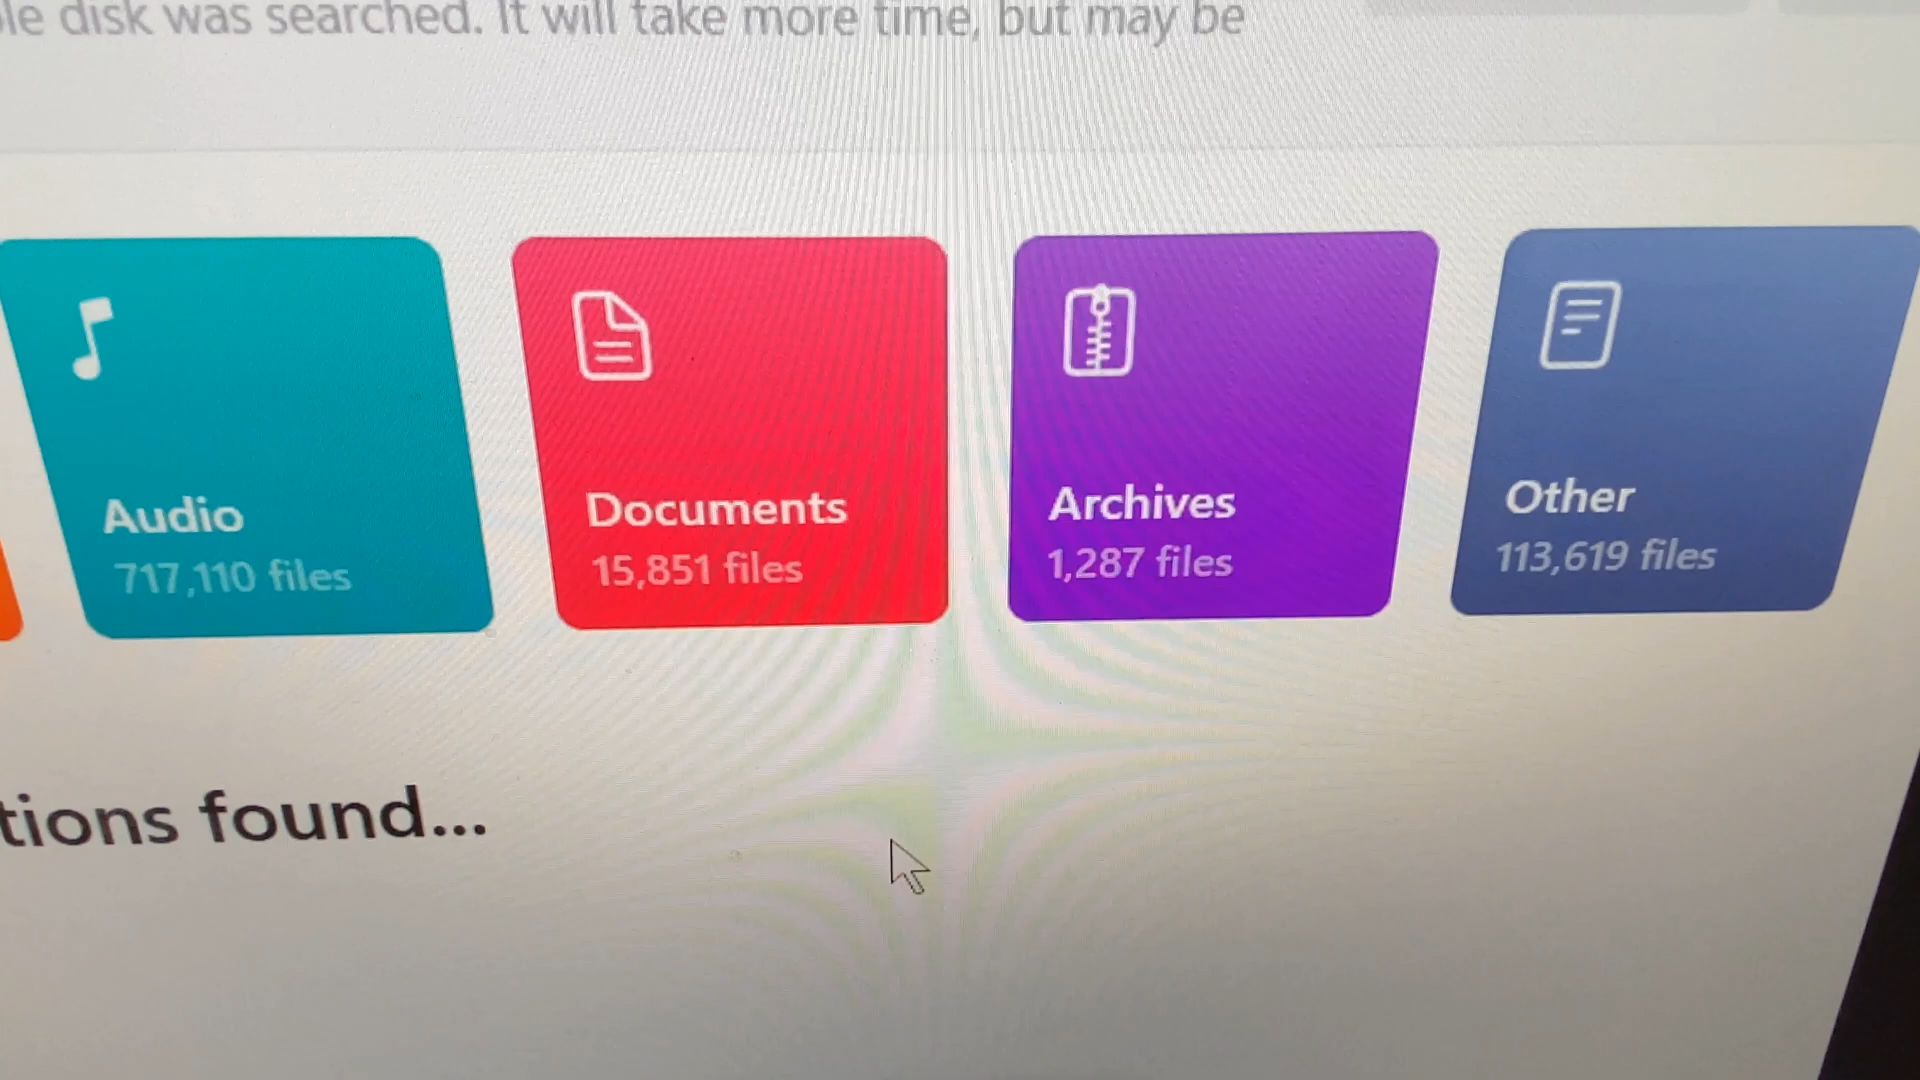 le disk was searched. It will take more time, but may be
Audio
717,110 files
Documents
15,851 files
Archives
1,287 files
Other
113,619 files
tions found...